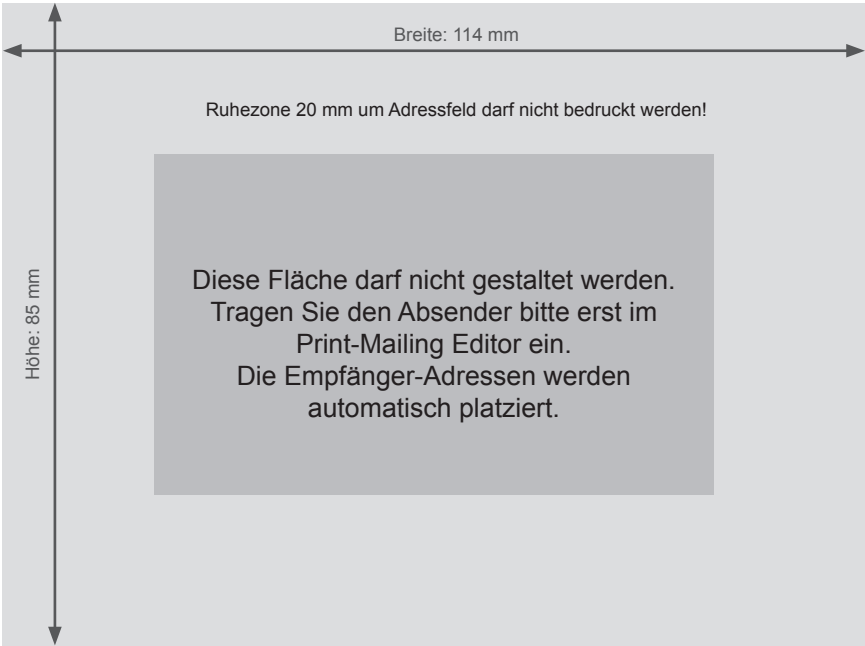 Breite: 114 mm
Ruhezone 20 mm um Adressfeld darf nicht bedruckt werden!
Höhe: 85 mm
Diese Fläche darf nicht gestaltet werden.
Tragen Sie den Absender bitte erst im
Print-Mailing Editor ein.
Die Empfänger-Adressen werden
automatisch platziert.